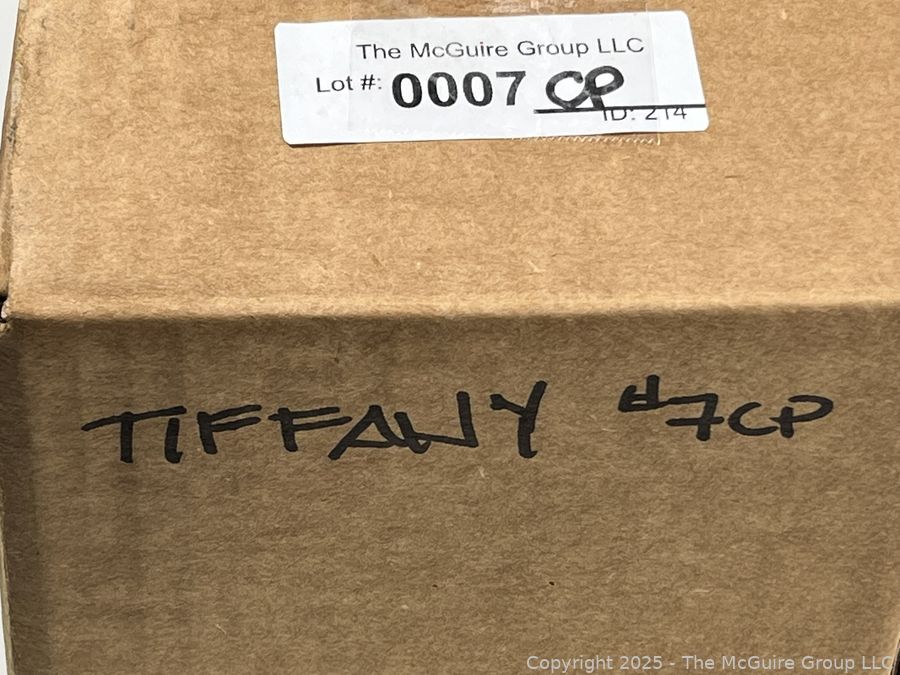 The McGuire Group LLC
Lot #: 0007 CP
ID: 214
TIFFANY #7CP
Copyright 2025 - The McGuire Group LLC